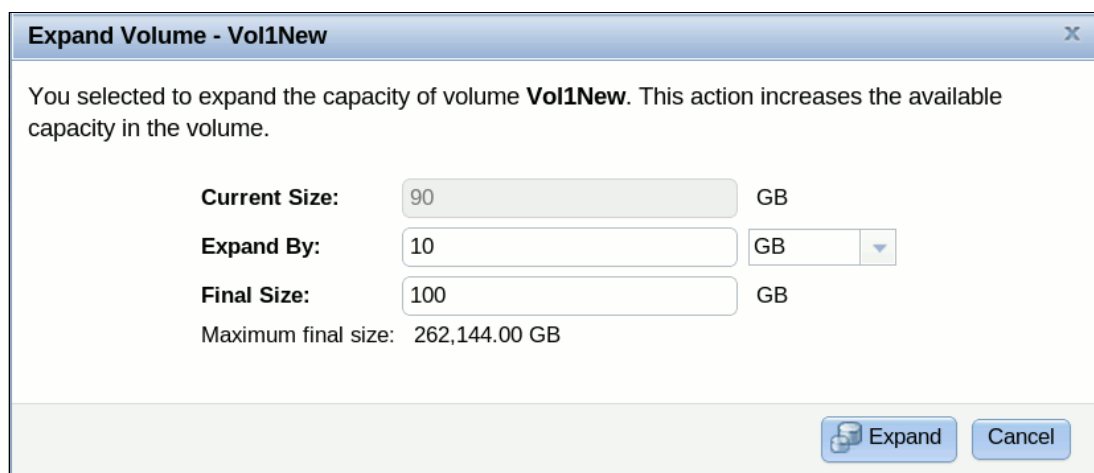 Expand Volume - Vol1New x
You selected to expand the capacity of volume Vol1New. This action increases the available
capacity in the volume.
Current Size: 90 GB
Expand By: 10 GB
Final Size: 100 GB
Maximum final size: 262,144.00 GB
Expand Cancel